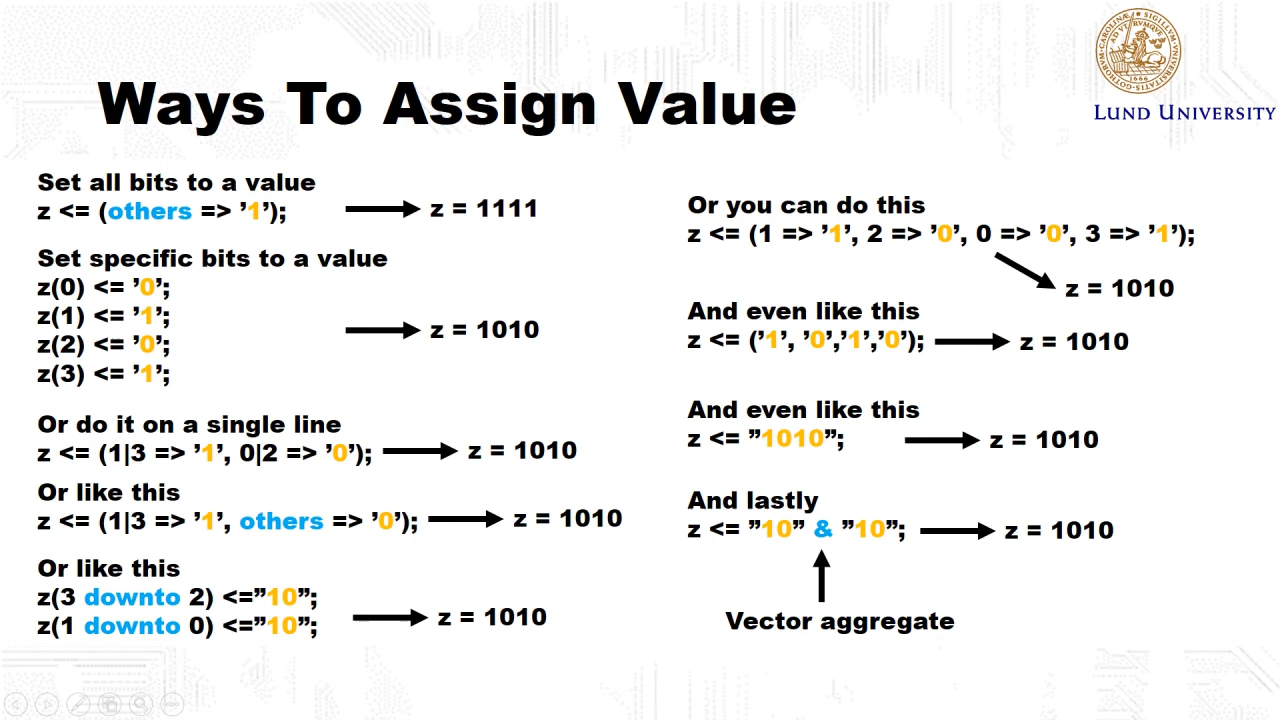 Ways To Assign Value
LUND UNIVERSITY
Set all bits to a value
z <= (others => ’1’);
z = 1111
Set specific bits to a value
z(0) <= ’0’;
z(1) <= ’1’;
z(2) <= ’0’;
z(3) <= ’1’;
z = 1010
Or do it on a single line
z <= (1|3 => ’1’, 0|2 => ’0’);
z = 1010
Or like this
z <= (1|3 => ’1’, others => ’0’);
z = 1010
Or like this
z(3 downto 2) <=”10”;
z(1 downto 0) <=”10”;
z = 1010
Or you can do this
z <= (1 => ’1’, 2 => ’0’, 0 => ’0’, 3 => ’1’);
z = 1010
And even like this
z <= (’1’, ’0’,’1’,’0’);
z = 1010
And even like this
z <= ”1010”;
z = 1010
And lastly
z <= ”10” & ”10”;
z = 1010
Vector aggregate